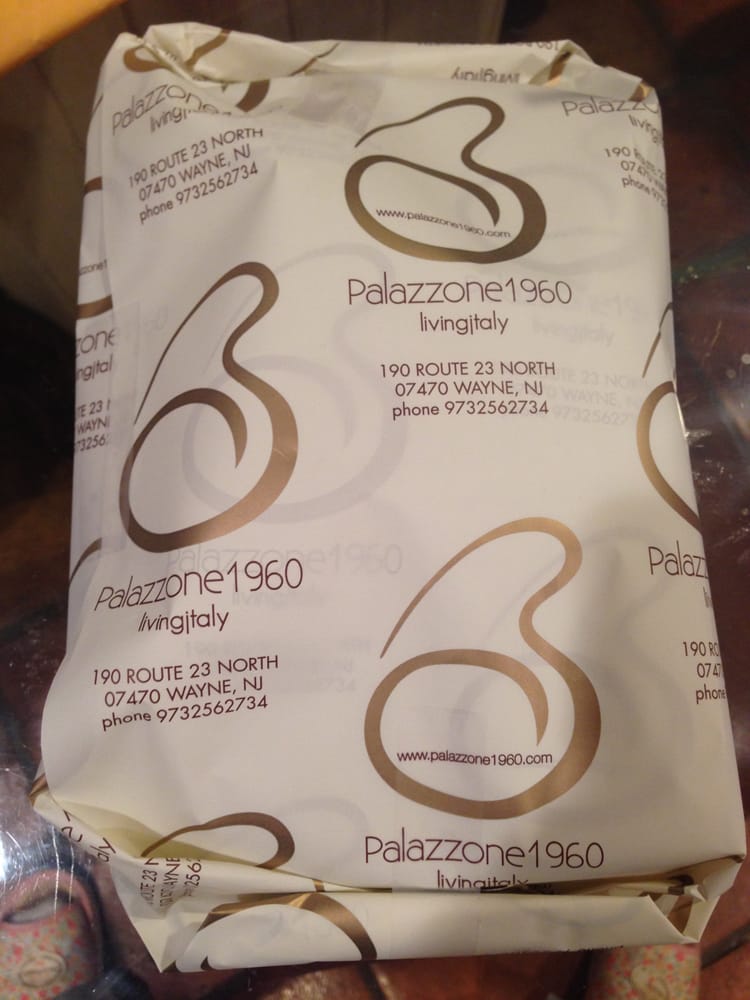 Palazzone
living
190 ROUTE 23 NORTH
07470 WAYNE, NJ
phone 9732562734
www.palazzone1960.com
Palazzone1960
livingitaly
190 ROUTE 23 NORTH
07470 WAYNE, NJ
phone 9732562734
Palazzone1960
livingitaly
190 ROUTE 23 NORTH
07470 WAYNE, NJ
phone 9732562734
www.palazzone1960.com
Palazzone1960
livingitaly